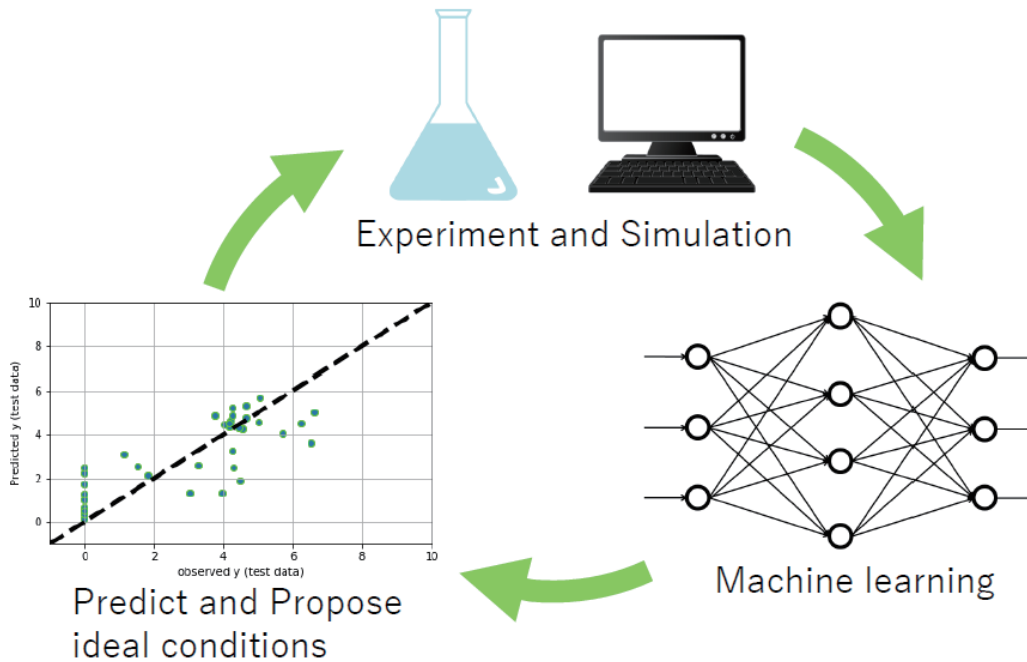 Experiment and Simulation
Machine learning
10
8
6
4
2
0
Predicted y (test data)
0
2
4
6
8
10
observed y (test data)
Predict and Propose
ideal conditions